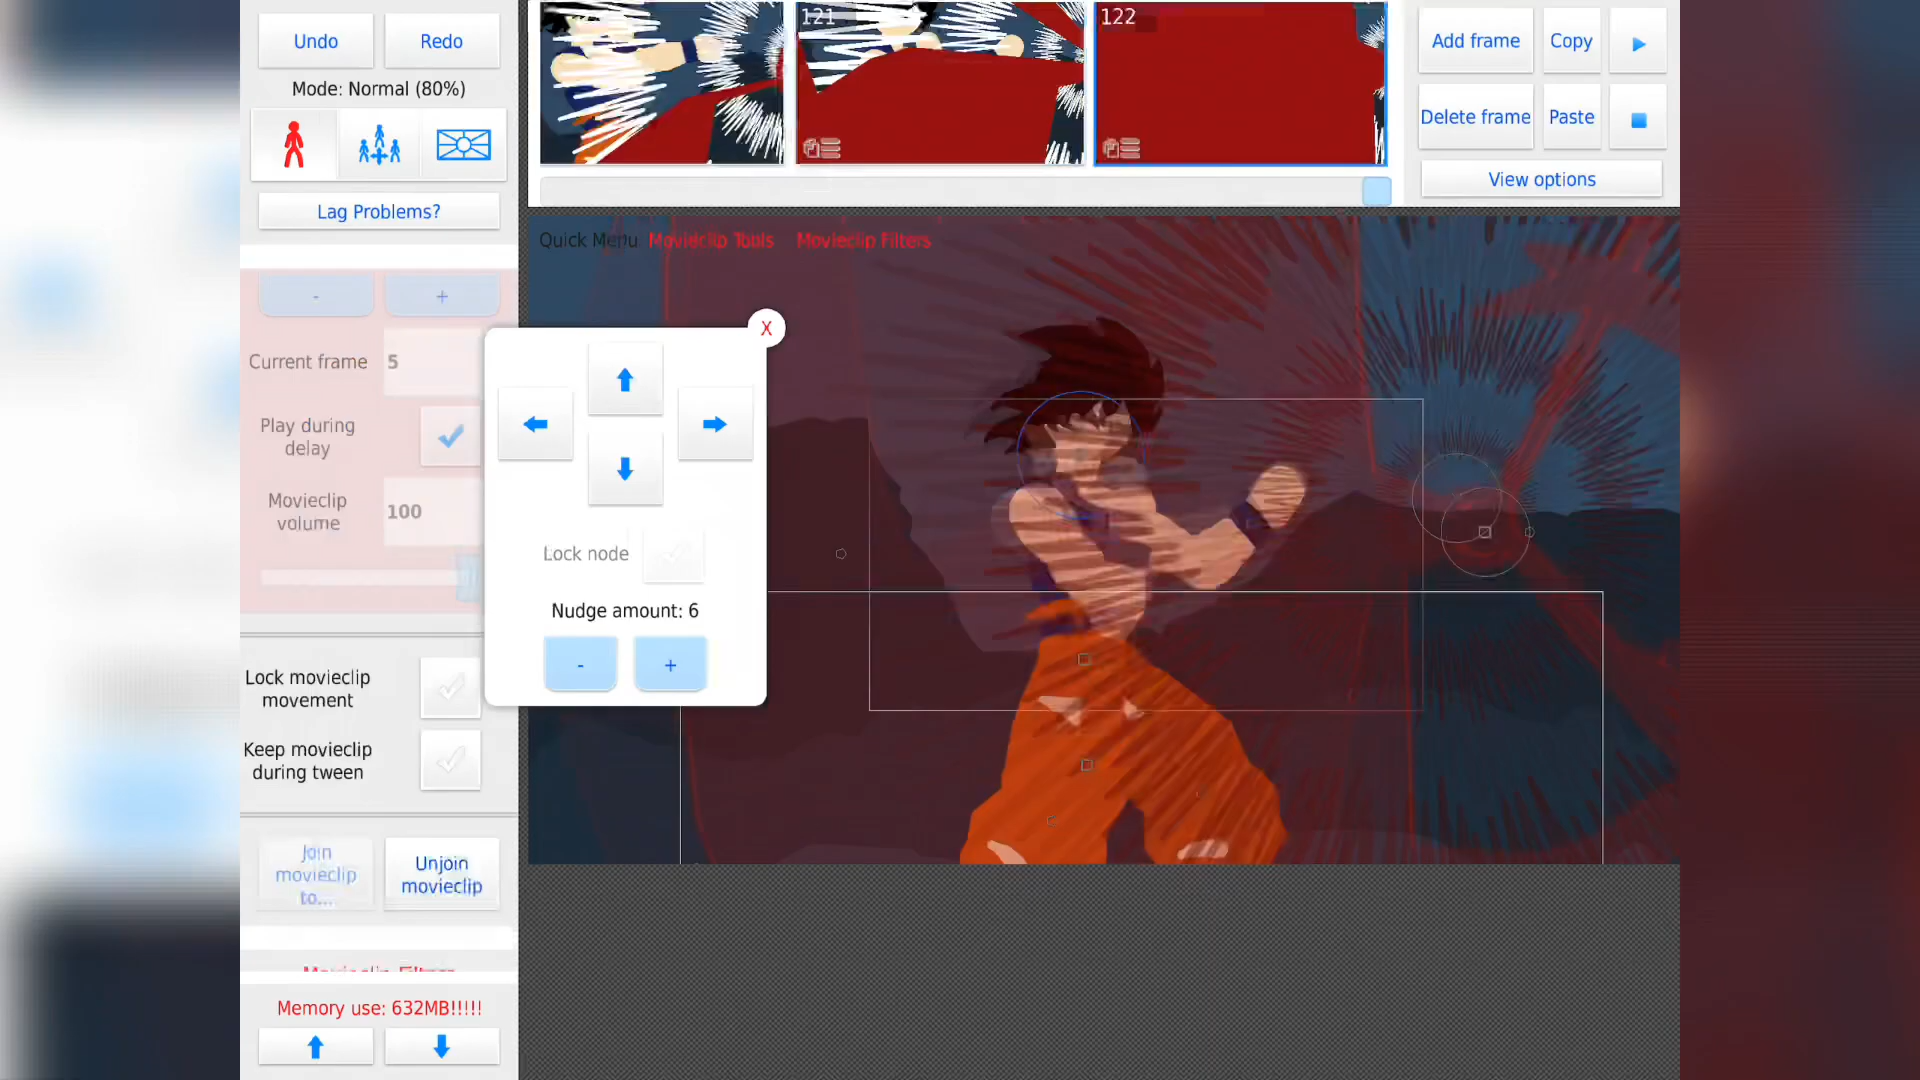 Undo
Redo
Mode: Normal (80%)
Lag Problems?
121
122
Add frame
Copy
Delete frame
Paste
View options
Quick Menu
Movieclip Tools
Movieclip Filters
-
+
Current frame
5
Play during
delay
Movieclip
volume
100
X
Lock node
Nudge amount: 6
-
+
Lock movieclip
movement
Keep movieclip
during tween
Join
movieclip
to...
Unjoin
movieclip
Movieclip Filters
Memory use: 632MB!!!!!